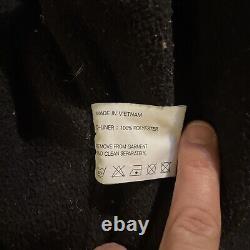 MADE IN VIETNAM
LINER : 100% POLYESTER
REMOVE FROM GARMENT
CLEAN SEPARATELY.